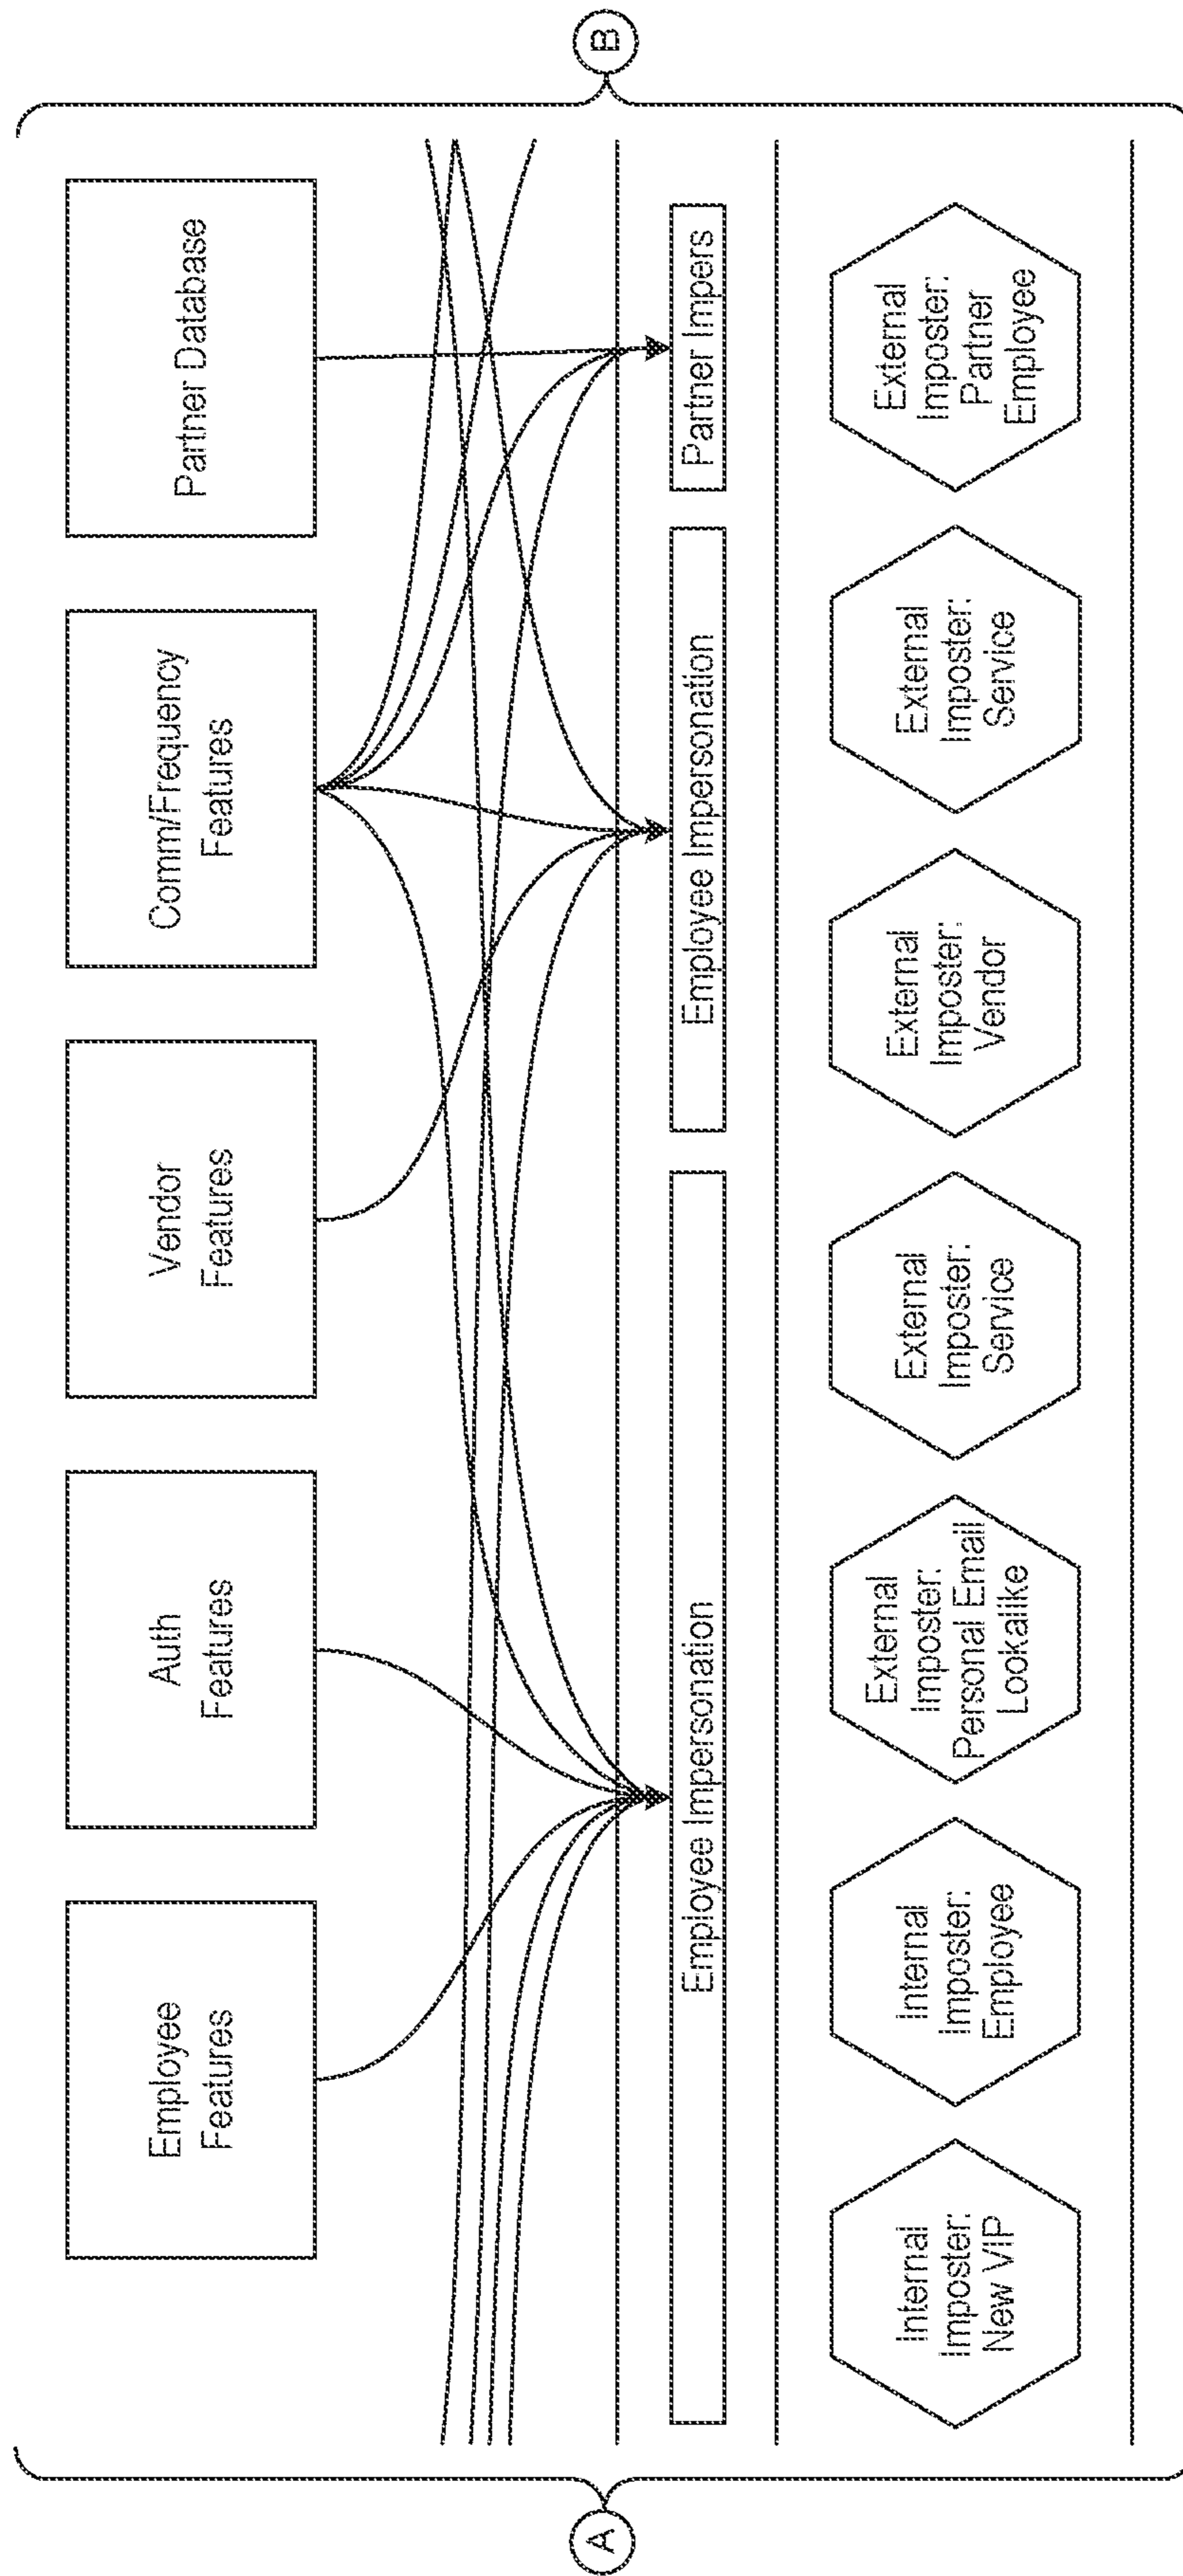 A
Employee
Features
Auth
Features
Vendor
Features
Comm/Frequency
Features
Partner Database
B
Employee Impersonation
Employee Impersonation
Partner Impers
Internal
Imposter:
New VIP
Internal
Imposter:
Employee
External
Imposter:
Personal Email
Lookalike
External
Imposter:
Service
External
Imposter:
Vendor
External
Imposter:
Service
External
Imposter:
Partner
Employee